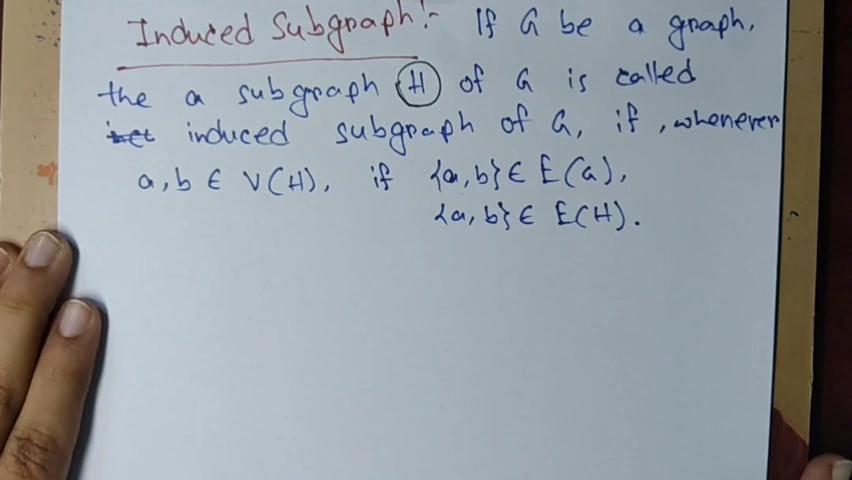 Induced Subgraph:- If G be a graph,
the a subgraph H of G is called
induced subgraph of G, if, whenever
a, b ∈ V(H), if {a, b} ∈ E(G),
{a, b} ∈ E(H).